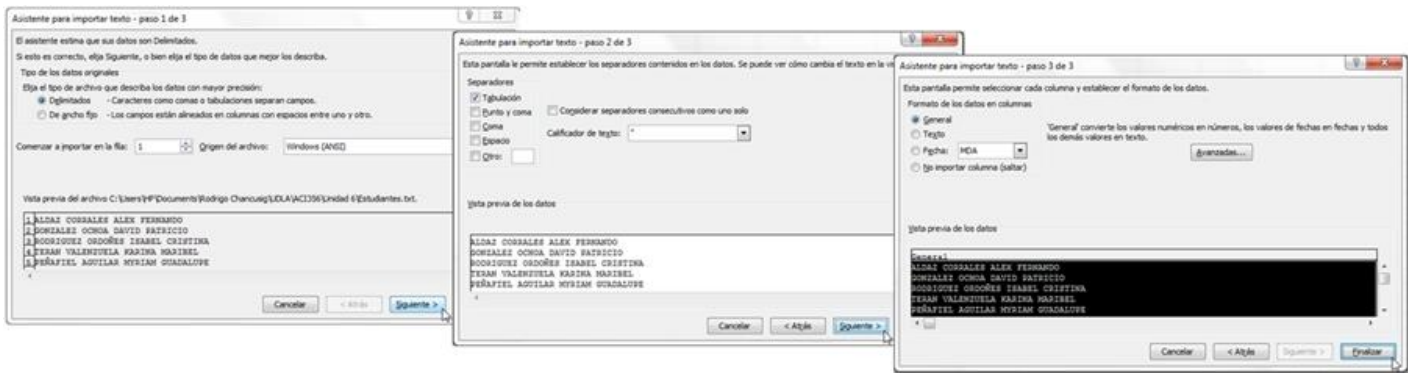 Asistente para importar texto - paso 1 de 3
El asistente estima que sus datos son Delimitados.
Si esto es correcto, elija Siguiente, o bien elija el tipo de datos que mejor los describa.
Tipo de los datos originales
Elija el tipo de archivo que describa los datos con mayor precisión:
Delimitados - Caracteres como comas o tabulaciones separan campos.
De ancho fijo - Los campos están alineados en columnas con espacios entre uno y otro.
Comenzar a importar en la fila: 1 Origen del archivo: Windows (ANSI)
Vista previa del archivo C:\Users\HP\Documents\Rodrigo Chancusig\UDLA\ACI356\Unidad 6\Estudiantes.txt.
1 ALDAZ CORRALES ALEX FERNANDO
2 GONZALEZ OCHOA DAVID PATRICIO
3 RODRIGUEZ ORDOÑES ISABEL CRISTINA
4 TERAN VALENZUELA KARINA MARIBEL
5 PEÑAFIEL AGUILAR MYRIAM GUADALUPE
Cancelar < Atrás Siguiente >
Asistente para importar texto - paso 2 de 3
Esta pantalla le permite establecer los separadores contenidos en los datos. Se puede ver cómo cambia el texto en la
Separadores
Tabulación
Punto y coma
Coma
Espacio
Otro:
Considerar separadores consecutivos como uno solo
Calificador de texto: "
Vista previa de los datos
ALDAZ CORRALES ALEX FERNANDO
GONZALEZ OCHOA DAVID PATRICIO
RODRIGUEZ ORDOÑES ISABEL CRISTINA
TERAN VALENZUELA KARINA MARIBEL
PEÑAFIEL AGUILAR MYRIAM GUADALUPE
Cancelar < Atrás Siguiente >
Asistente para importar texto - paso 3 de 3
Esta pantalla permite seleccionar cada columna y establecer el formato de los datos.
Formato de los datos en columnas
General
Texto
Fecha: MDA
No importar columna (saltar)
'General' convierte los valores numéricos en números, los valores de fechas en fechas y todos
los demás valores en texto.
Avanzadas...
Vista previa de los datos
General
ALDAZ CORRALES ALEX FERNANDO
GONZALEZ OCHOA DAVID PATRICIO
RODRIGUEZ ORDOÑES ISABEL CRISTINA
TERAN VALENZUELA KARINA MARIBEL
PEÑAFIEL AGUILAR MYRIAM GUADALUPE
Cancelar < Atrás Siguiente > Finalizar